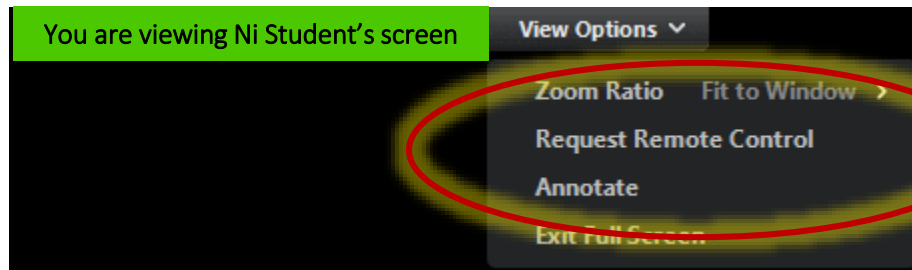 You are viewing Ni Student’s screen View Options
Zoom Ratio Fit to Window
Request Remote Control
Annotate
Exit Full Screen